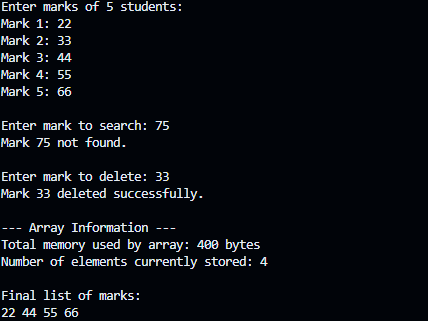 Enter marks of 5 students:
Mark 1: 22
Mark 2: 33
Mark 3: 44
Mark 4: 55
Mark 5: 66
Enter mark to search: 75
Mark 75 not found.
Enter mark to delete: 33
Mark 33 deleted successfully.
--- Array Information ---
Total memory used by array: 400 bytes
Number of elements currently stored: 4
Final list of marks:
22 44 55 66